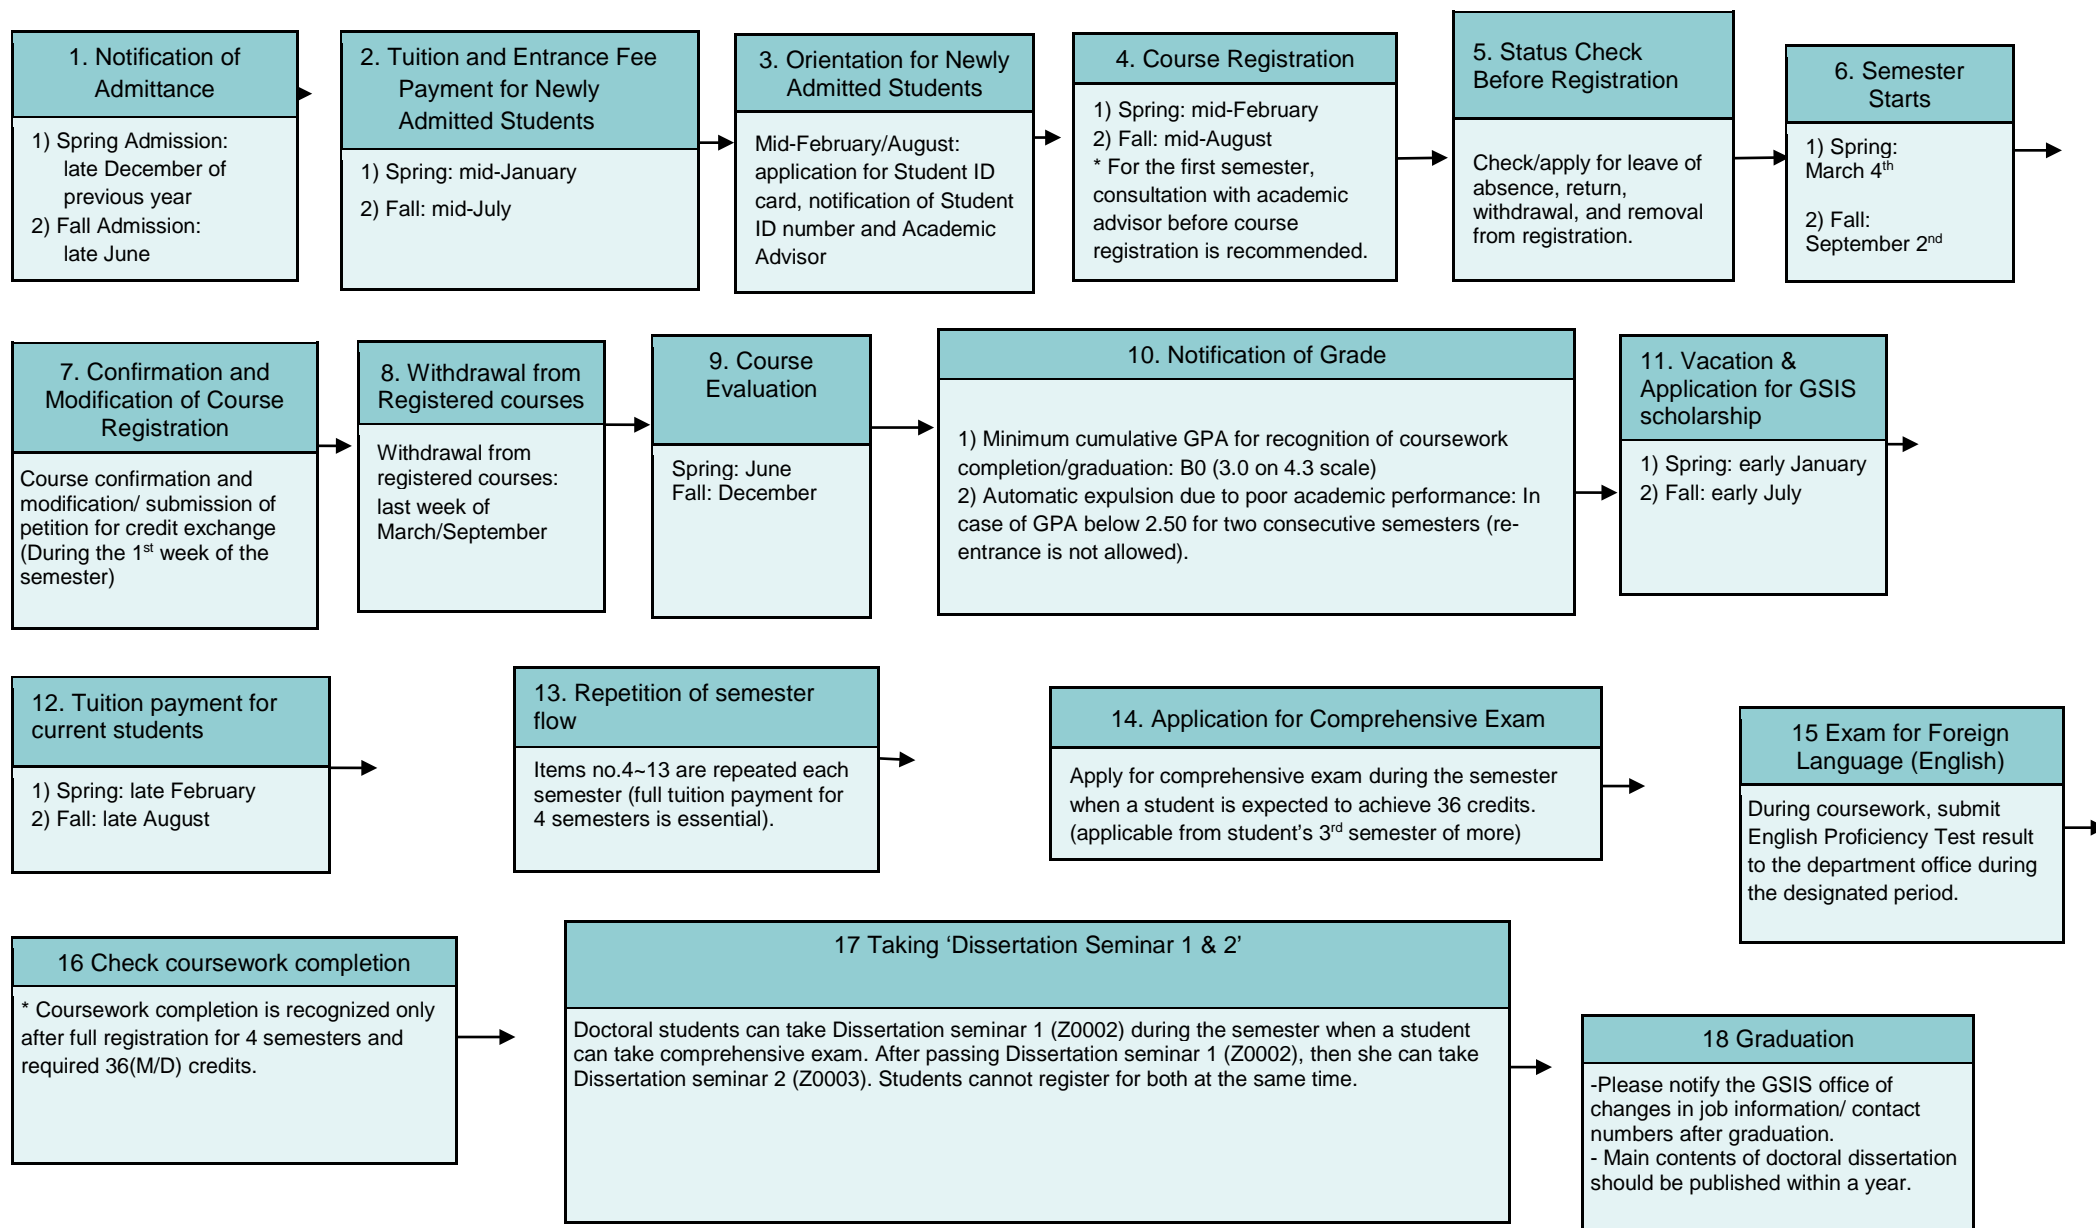 1. Notification of
Admittance
1) Spring Admission:
late December of
previous year
2) Fall Admission:
late June
2. Tuition and Entrance Fee
Payment for Newly
Admitted Students
1) Spring: mid-January
2) Fall: mid-July
3. Orientation for Newly
Admitted Students
Mid-February/August:
application for Student ID
card, notification of Student
ID number and Academic
Advisor
4. Course Registration
1) Spring: mid-February
2) Fall: mid-August
* For the first semester,
consultation with academic
advisor before course
registration is recommended.
5. Status Check
Before Registration
Check/apply for leave of
absence, return,
withdrawal, and removal
from registration.
6. Semester
Starts
1) Spring:
March 4th
2) Fall:
September 2nd
7. Confirmation and
Modification of Course
Registration
Course confirmation and
modification/ submission of
petition for credit exchange
(During the 1st week of the
semester)
8. Withdrawal from
Registered courses
Withdrawal from
registered courses:
last week of
March/September
9. Course
Evaluation
Spring: June
Fall: December
10. Notification of Grade
1) Minimum cumulative GPA for recognition of coursework
completion/graduation: B0 (3.0 on 4.3 scale)
2) Automatic expulsion due to poor academic performance: In
case of GPA below 2.50 for two consecutive semesters (re-
entrance is not allowed).
11. Vacation &
Application for GSIS
scholarship
1) Spring: early January
2) Fall: early July
12. Tuition payment for
current students
1) Spring: late February
2) Fall: late August
13. Repetition of semester
flow
Items no.4~13 are repeated each
semester (full tuition payment for
4 semesters is essential).
14. Application for Comprehensive Exam
Apply for comprehensive exam during the semester
when a student is expected to achieve 36 credits.
(applicable from student's 3rd semester of more)
15 Exam for Foreign
Language (English)
During coursework, submit
English Proficiency Test result
to the department office during
the designated period.
16 Check coursework completion
* Coursework completion is recognized only
after full registration for 4 semesters and
required 36(M/D) credits.
17 Taking ‘Dissertation Seminar 1 & 2’
Doctoral students can take Dissertation seminar 1 (Z0002) during the semester when a student
can take comprehensive exam. After passing Dissertation seminar 1 (Z0002), then she can take
Dissertation seminar 2 (Z0003). Students cannot register for both at the same time.
18 Graduation
-Please notify the GSIS office of
changes in job information/ contact
numbers after graduation.
- Main contents of doctoral dissertation
should be published within a year.